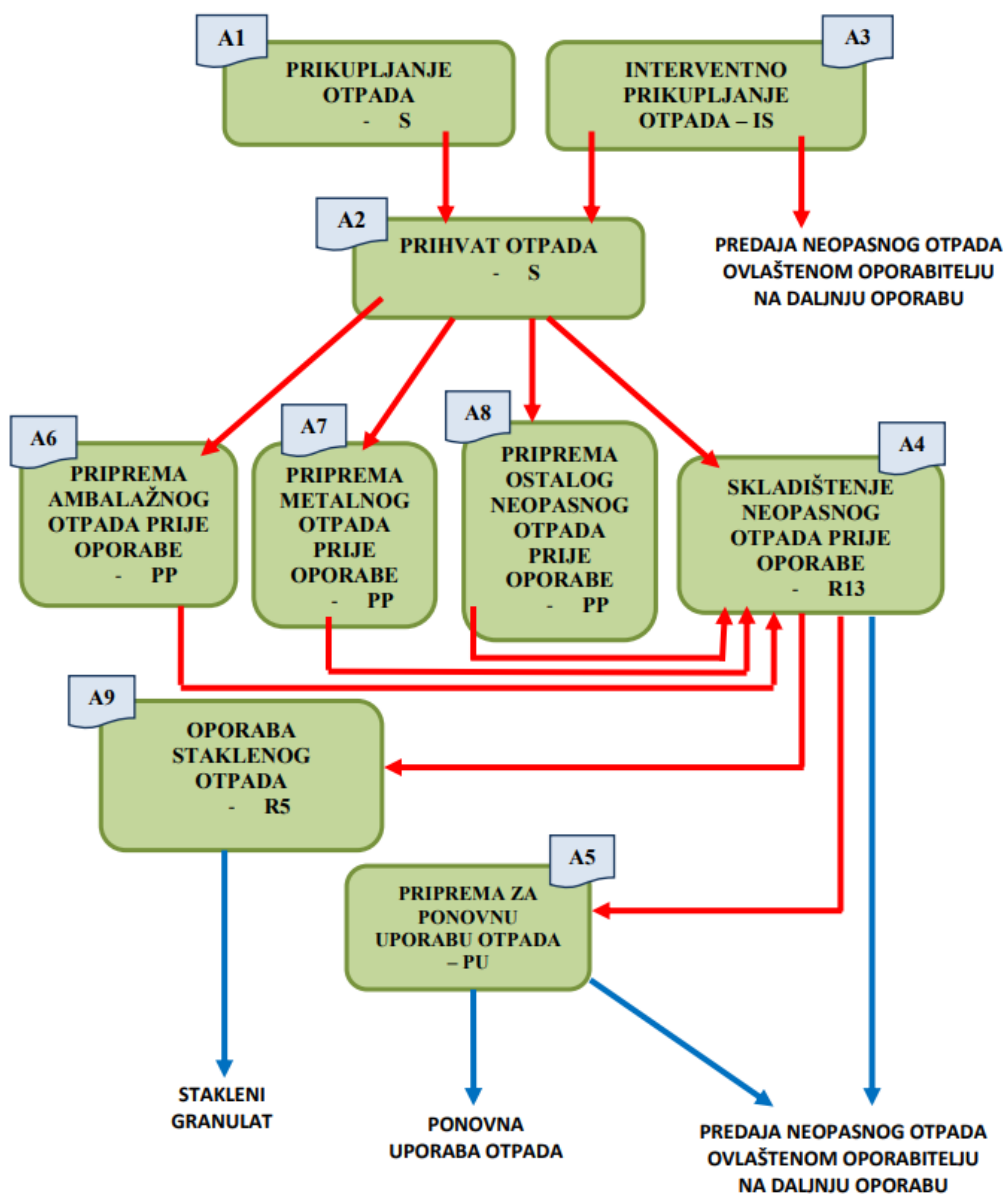 A1
PRIKUPLJANJE
OTPADA
- S
A3
INTERVENTNO
PRIKUPLJANJE
OTPADA – IS
A2
PRIHVAT OTPADA
- S
PREDAJA NEOPASNOG OTPADA
OVLAŠTENOM OPORABITELJU
NA DALJNJU OPORABU
A6
PRIPREMA
AMBALAŽNOG
OTPADA PRIJE
OPORABE
- PP
A7
PRIPREMA
METALNOG
OTPADA
PRIJE
OPORABE
- PP
A8
PRIPREMA
OSTALOG
NEOPASNOG
OTPADA
PRIJE
OPORABE
- PP
A4
SKLADIŠTENJE
NEOPASNOG
OTPADA PRIJE
OPORABE
- R13
A9
OPORABA
STAKLENOG
OTPADA
- R5
A5
PRIPREMA ZA
PONOVNU
UPORABU OTPADA
– PU
STAKLENI
GRANULAT
PONOVNA
UPORABA OTPADA
PREDAJA NEOPASNOG OTPADA
OVLAŠTENOM OPORABITELJU
NA DALJNJU OPORABU